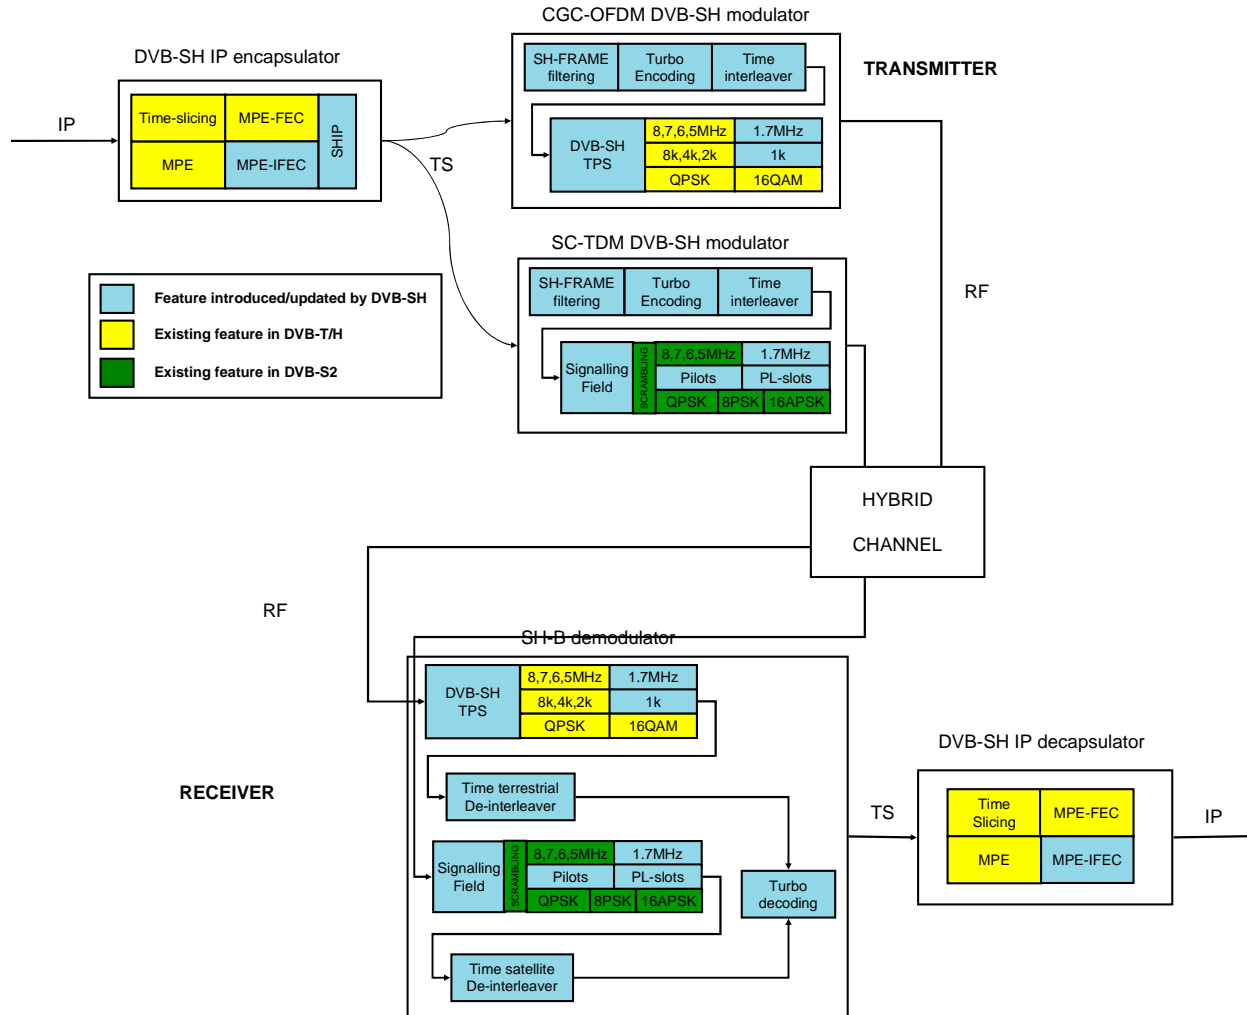 CGC-OFDM DVB-SH modulator
DVB-SH IP encapsulator
SH-FRAME
filtering
Turbo
Encoding
Time
interleaver
TRANSMITTER
IP
Time-slicing
MPE-FEC
MPE
MPE-IFEC
SHIP
TS
DVB-SH
TPS
8,7,6,5MHz
1.7MHz
8k,4k,2k
1k
QPSK
16QAM
SC-TDM DVB-SH modulator
SH-FRAME
filtering
Turbo
Encoding
Time
interleaver
RF
Feature introduced/updated by DVB-SH
Existing feature in DVB-T/H
Existing feature in DVB-S2
Signalling
Field
SCRAMBLING
8,7,6,5MHz
1.7MHz
Pilots
PL-slots
QPSK
8PSK
16APSK
HYBRID
CHANNEL
RF
SH-B demodulator
DVB-SH
TPS
8,7,6,5MHz
1.7MHz
8k,4k,2k
1k
QPSK
16QAM
RECEIVER
Time terrestrial
De-interleaver
Signalling
Field
SCRAMBLING
8,7,6,5MHz
1.7MHz
Pilots
PL-slots
QPSK
8PSK
16APSK
Turbo
decoding
Time satellite
De-interleaver
DVB-SH IP decapsulator
TS
Time
Slicing
MPE-FEC
MPE
MPE-IFEC
IP